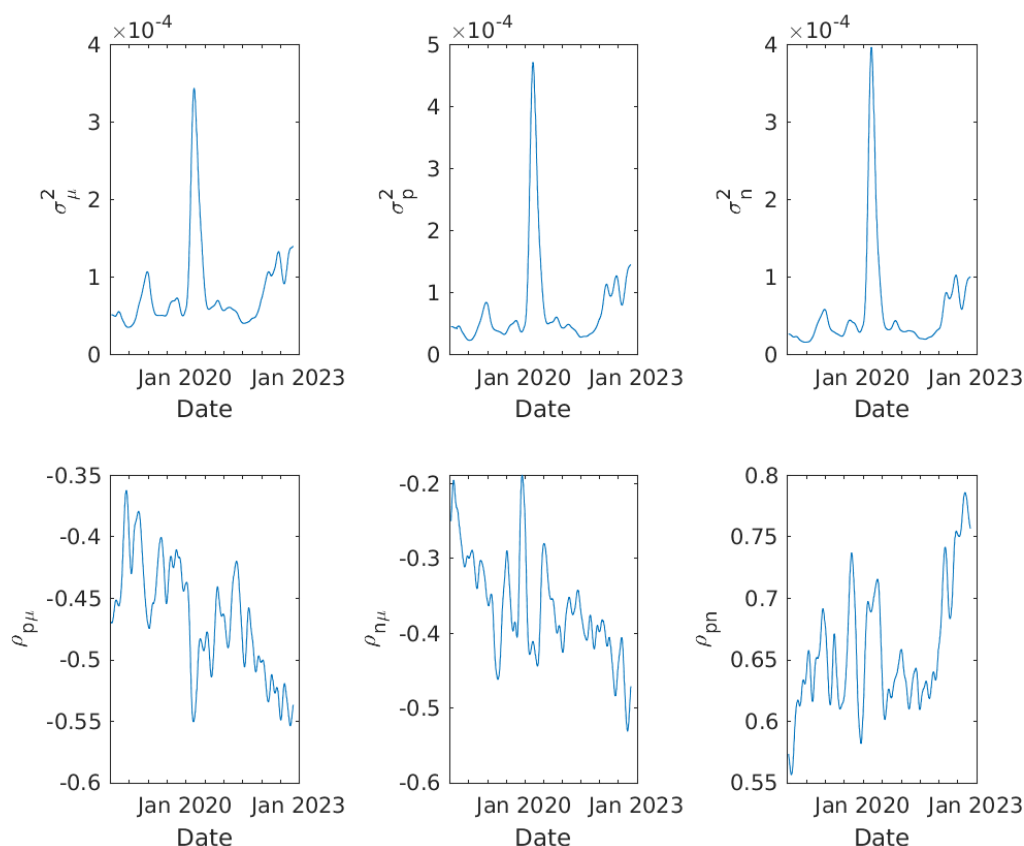 ×10⁻⁴ ×10⁻⁴ ×10⁻⁴
4 5 4
3 4 3
2 3 2
1 2 1
0 1 0
0
σ²_μ σ²_p σ²_n
Jan 2020 Jan 2023 Jan 2020 Jan 2023 Jan 2020 Jan 2023
Date Date Date
-0.35 -0.2 0.8
-0.4 -0.3 0.75
-0.45 -0.4 0.7
-0.5 -0.5 0.65
-0.55 -0.6 0.6
-0.6 0.55
ρ_pμ ρ_nμ ρ_pn
Jan 2020 Jan 2023 Jan 2020 Jan 2023 Jan 2020 Jan 2023
Date Date Date